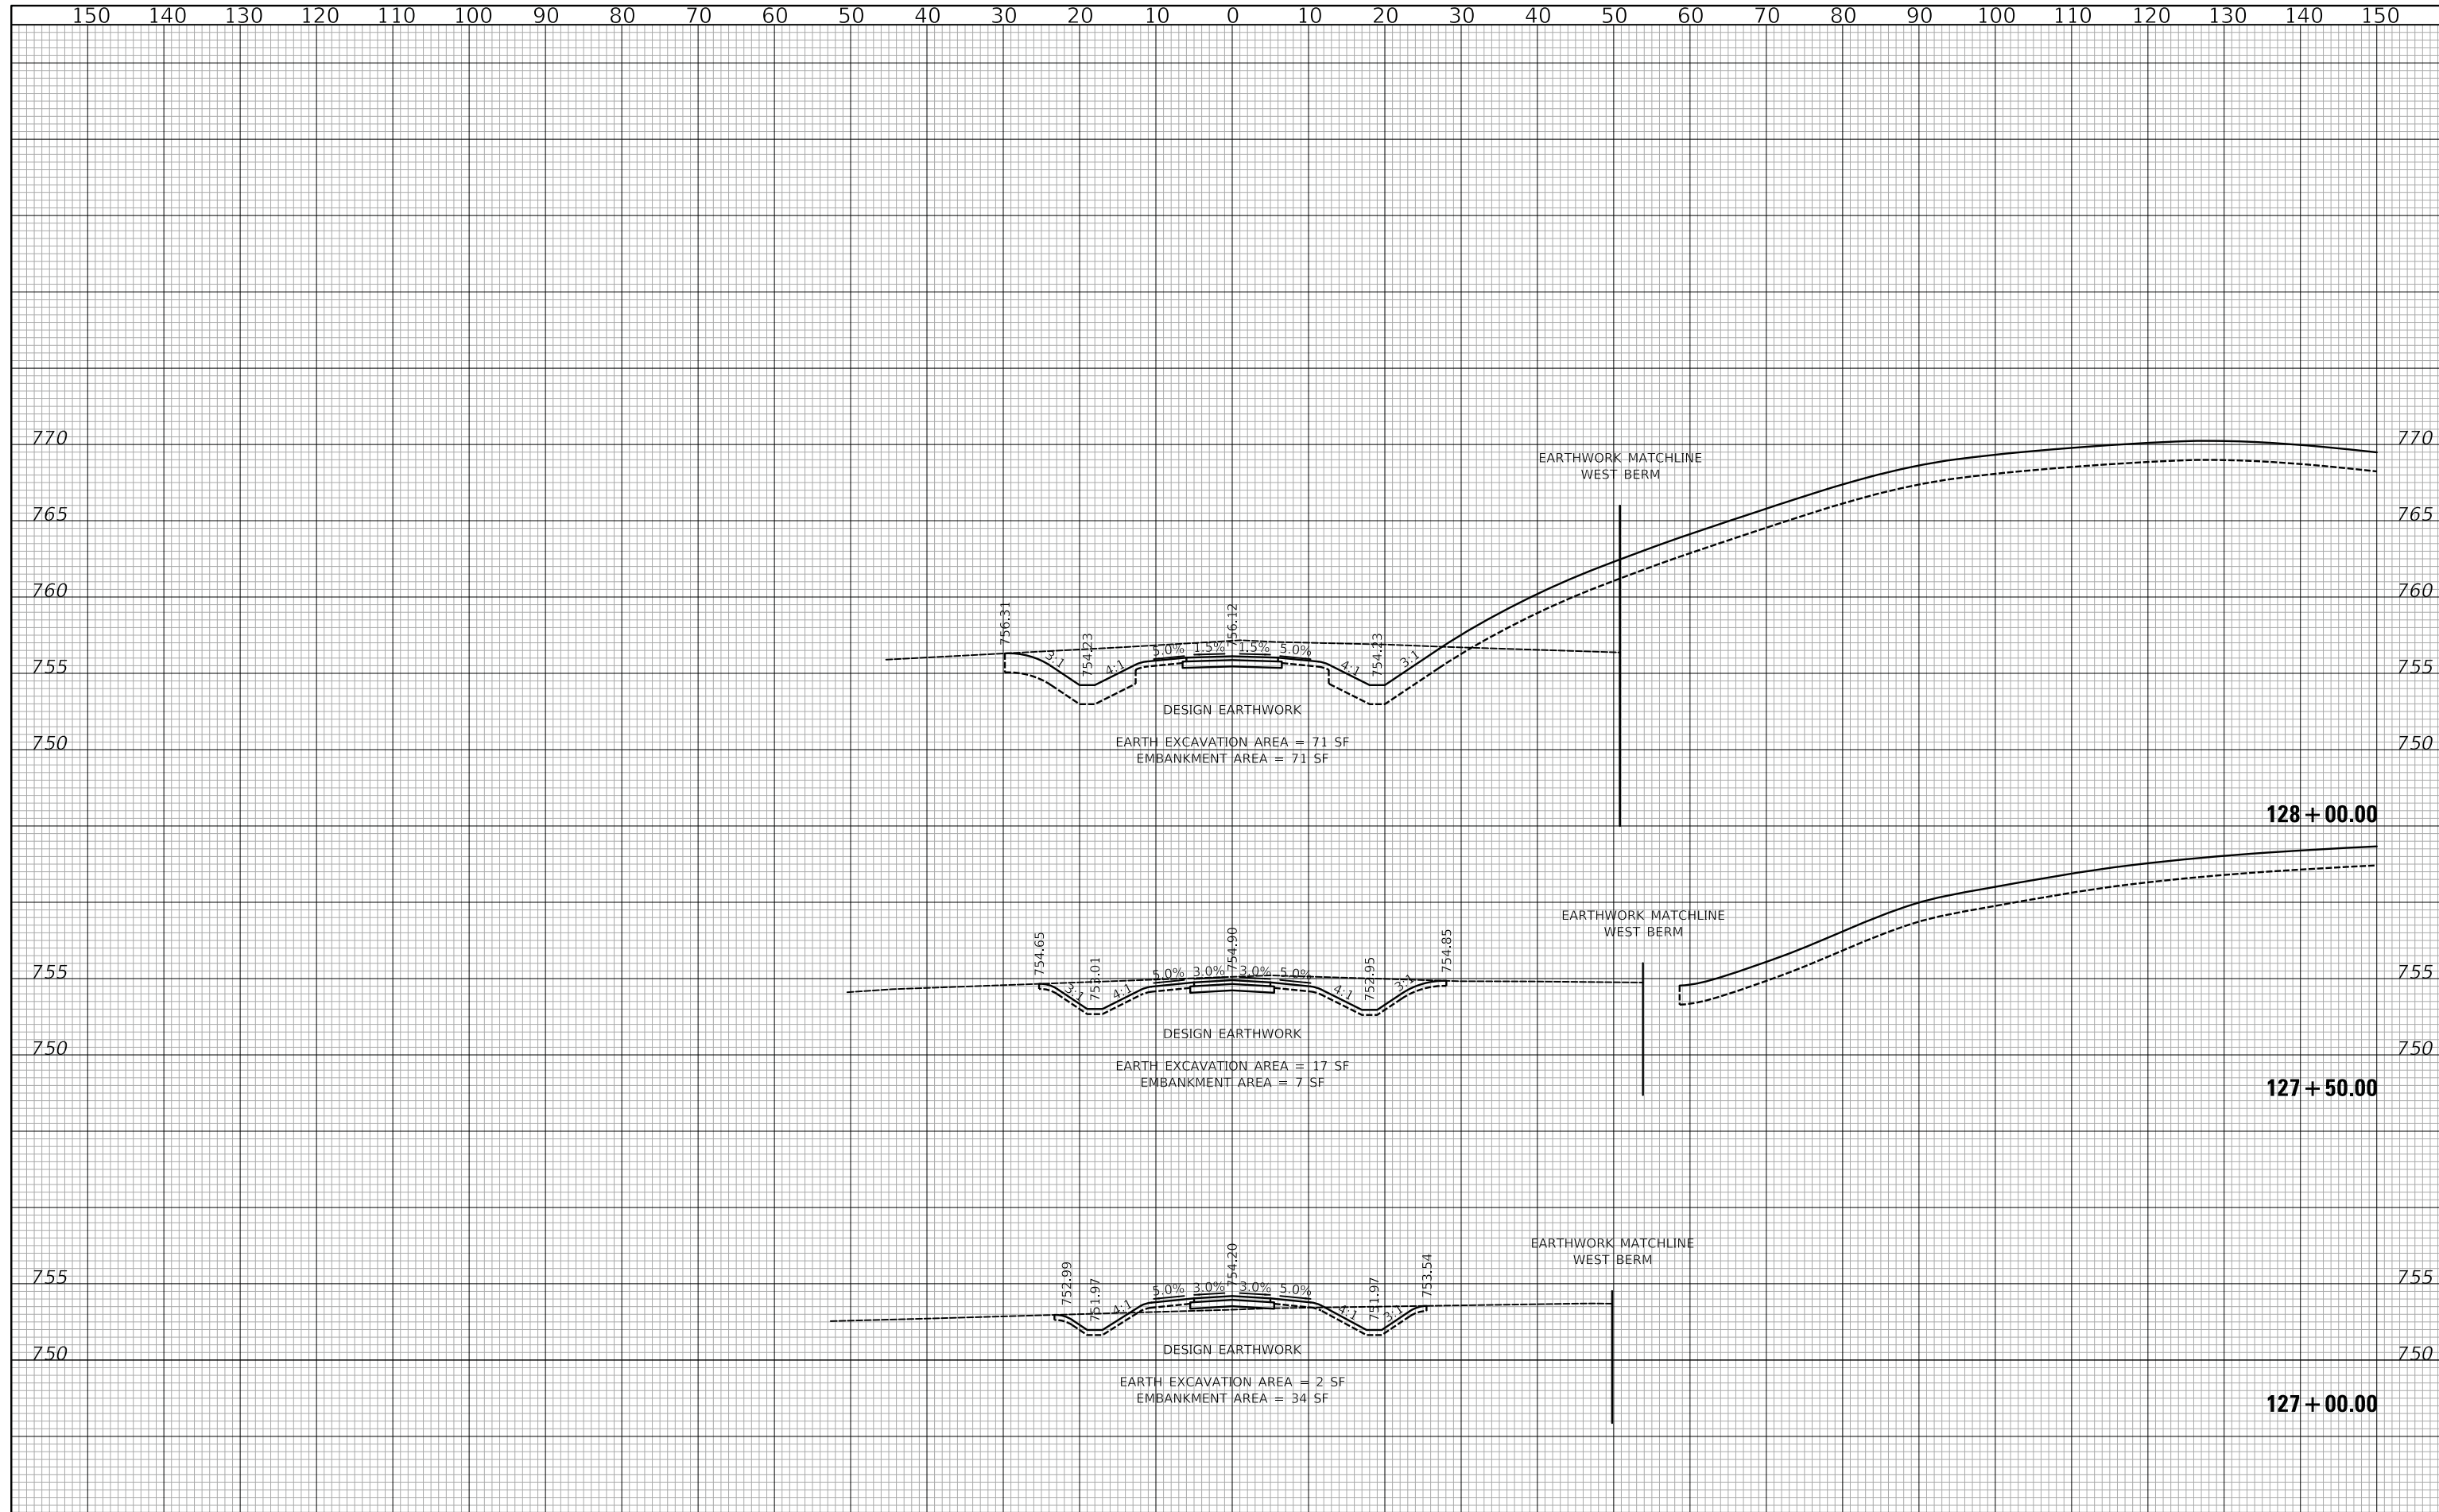 150 140 130 120 110 100 90 80 70 60 50 40 30 20 10 0 10 20 30 40 50 60 70 80 90 100 110 120 130 140 150
770 770
EARTHWORK MATCHLINE
WEST BERM
765 765
760 760
756.31 754.23 756.12 754.23
3:1 4:1 5.0% 1.5% 1.5% 5.0% 4:1 3:1
755
DESIGN EARTHWORK
EARTH EXCAVATION AREA = 71 SF
EMBANKMENT AREA = 71 SF
755
750 750
128+00.00
EARTHWORK MATCHLINE
WEST BERM
754.65 753.01 754.90 752.95 754.85
755 755
3:1 4:1 5.0% 3.0% 3.0% 5.0% 4:1 3:1
DESIGN EARTHWORK
750 750
EARTH EXCAVATION AREA = 17 SF
EMBANKMENT AREA = 7 SF
127+50.00
EARTHWORK MATCHLINE
WEST BERM
752.99 751.97 754.20 751.97 753.54
755 755
4:1 5.0% 3.0% 3.0% 5.0% 4:1 3:1
DESIGN EARTHWORK
750 750
EARTH EXCAVATION AREA = 2 SF
EMBANKMENT AREA = 34 SF
127+00.00